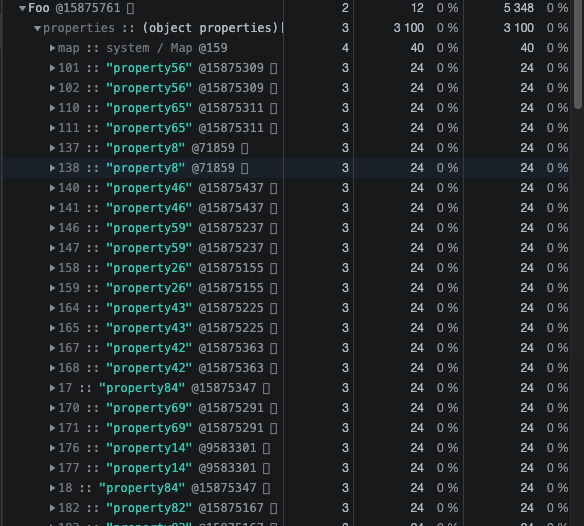 ▼Foo @15875761 □ 2 12 0 % 5 348 0 %
▼properties :: (object properties)[ 3 3 100 0 % 3 100 0 %
▶map :: system / Map @159 4 40 0 % 40 0 %
▶101 :: "property56" @15875309 □ 3 24 0 % 24 0 %
▶102 :: "property56" @15875309 □ 3 24 0 % 24 0 %
▶110 :: "property65" @15875311 □ 3 24 0 % 24 0 %
▶111 :: "property65" @15875311 □ 3 24 0 % 24 0 %
▶137 :: "property8" @71859 □ 3 24 0 % 24 0 %
▶138 :: "property8" @71859 □ 3 24 0 % 24 0 %
▶140 :: "property46" @15875437 □ 3 24 0 % 24 0 %
▶141 :: "property46" @15875437 □ 3 24 0 % 24 0 %
▶146 :: "property59" @15875237 □ 3 24 0 % 24 0 %
▶147 :: "property59" @15875237 □ 3 24 0 % 24 0 %
▶158 :: "property26" @15875155 □ 3 24 0 % 24 0 %
▶159 :: "property26" @15875155 □ 3 24 0 % 24 0 %
▶164 :: "property43" @15875225 □ 3 24 0 % 24 0 %
▶165 :: "property43" @15875225 □ 3 24 0 % 24 0 %
▶167 :: "property42" @15875363 □ 3 24 0 % 24 0 %
▶168 :: "property42" @15875363 □ 3 24 0 % 24 0 %
▶17 :: "property84" @15875347 □ 3 24 0 % 24 0 %
▶170 :: "property69" @15875291 □ 3 24 0 % 24 0 %
▶171 :: "property69" @15875291 □ 3 24 0 % 24 0 %
▶176 :: "property14" @9583301 □ 3 24 0 % 24 0 %
▶177 :: "property14" @9583301 □ 3 24 0 % 24 0 %
▶18 :: "property84" @15875347 □ 3 24 0 % 24 0 %
▶182 :: "property82" @15875167 □ 3 24 0 % 24 0 %